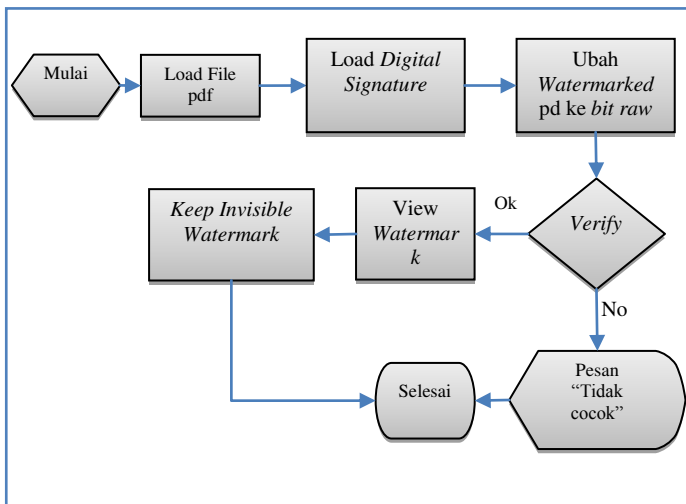 Mulai
Load File
pdf
Load Digital
Signature
Ubah
Watermarked
pd ke bit raw
Verify
Ok
View
Watermar
k
Keep Invisible
Watermark
No
Pesan
“Tidak
cocok”
Selesai